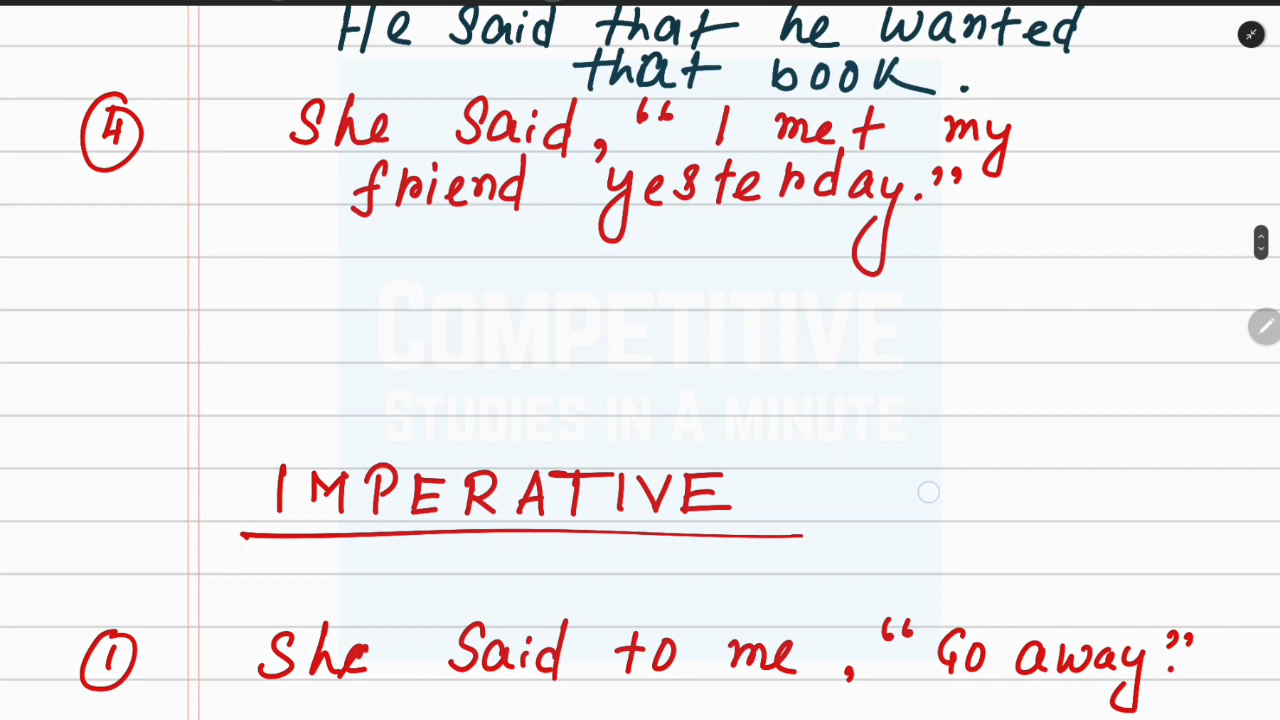 He said that he wanted
that book.
④ She said, “I met my
friend yesterday.”
COMPETITIVE
STUDIES IN A MINUTE
IMPERATIVE
① She said to me, “Go away.”